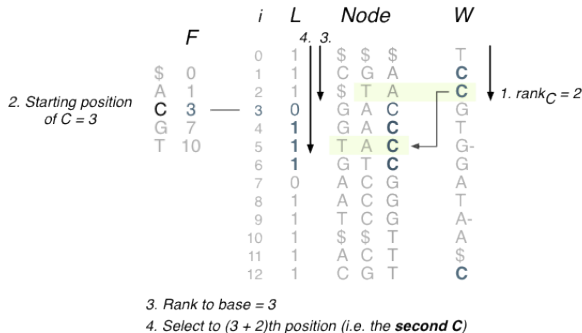 i L Node W
F
4. 3.
0 1 $ $ $ T
$ 0 1 1 C G A C
A 1 2 1 $ T A C
1. rank_C = 2
2. Starting position of C = 3
C 3 3 0 G A C G
G 7 4 1 G A C T
T 10 5 1 T A C G-
6 1 G T C G
7 0 A C G A
8 1 A C G T
9 1 T C G A-
10 1 $ $ T A
11 1 A C T $
12 1 C G T C
3. Rank to base = 3
4. Select to (3 + 2)th position (i.e. the second C)